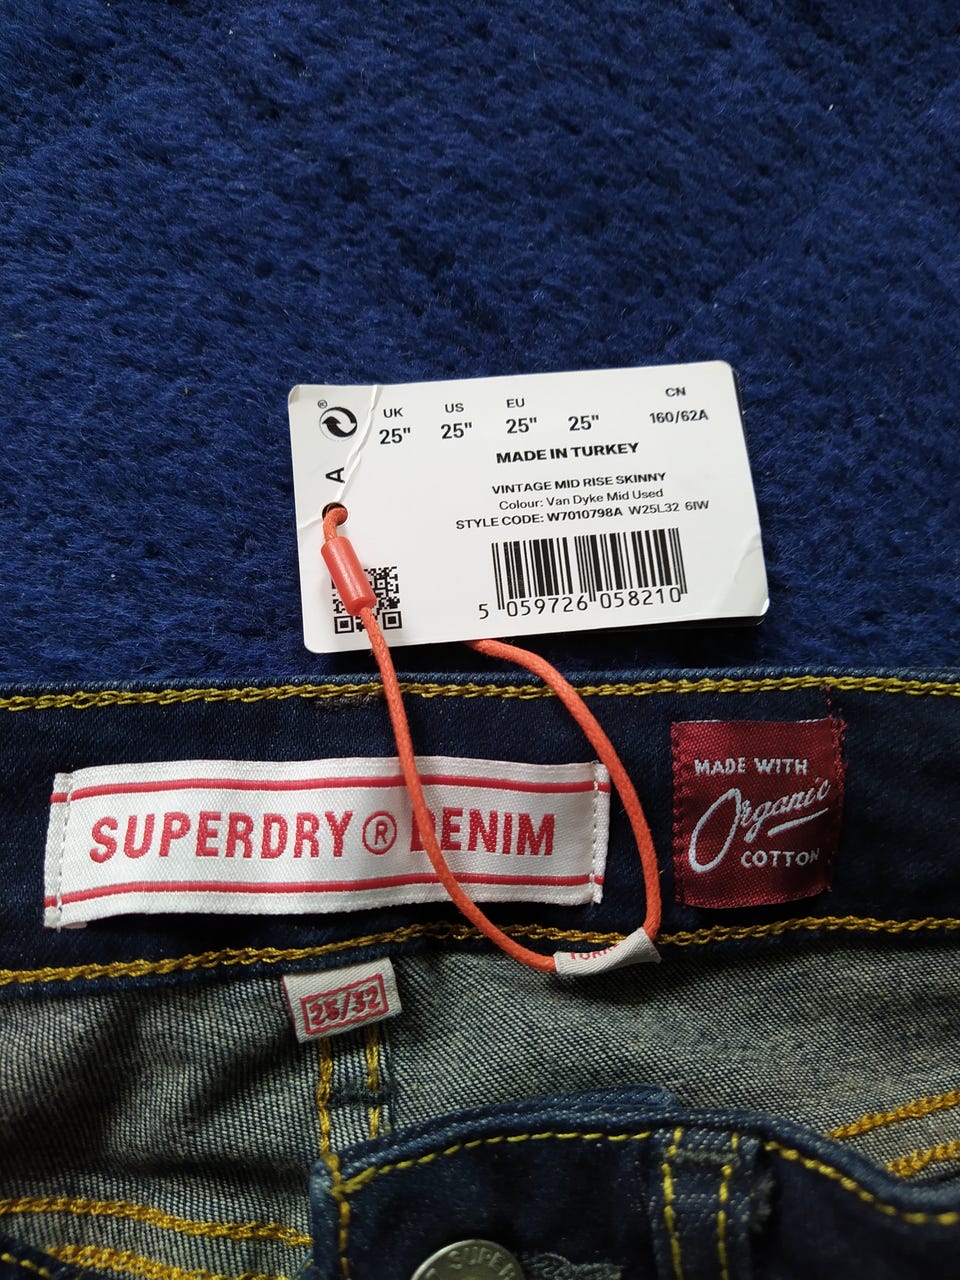 ®
A
UK US EU CN
25" 25" 25" 25" 160/62A
MADE IN TURKEY
VINTAGE MID RISE SKINNY
Colour: Van Dyke Mid Used
STYLE CODE: W7010798A W25L32 6IW
5 059726 058210
SUPERDRY® DENIM
MADE WITH
Organic
COTTON
25/32
SUPER